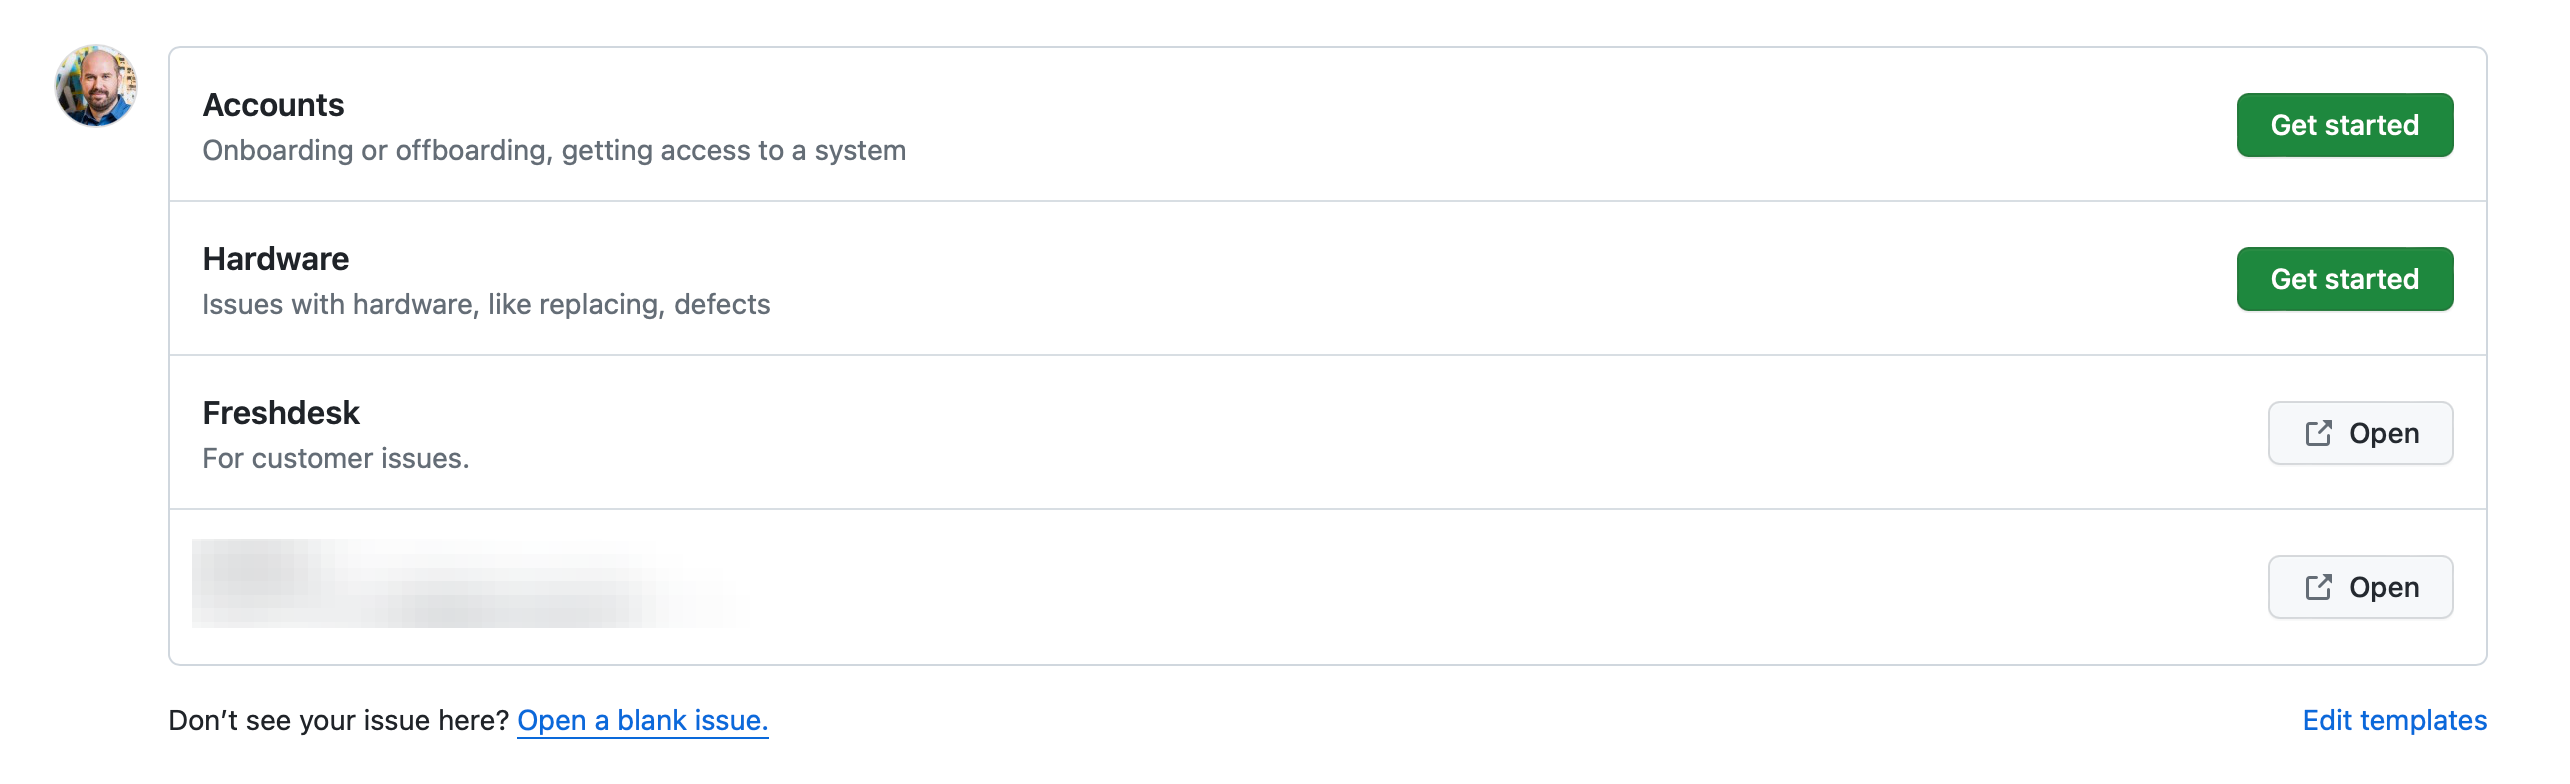 Accounts
Onboarding or offboarding, getting access to a system
Get started
Hardware
Issues with hardware, like replacing, defects
Get started
Freshdesk
For customer issues.
Open
Open
Don’t see your issue here? Open a blank issue.
Edit templates